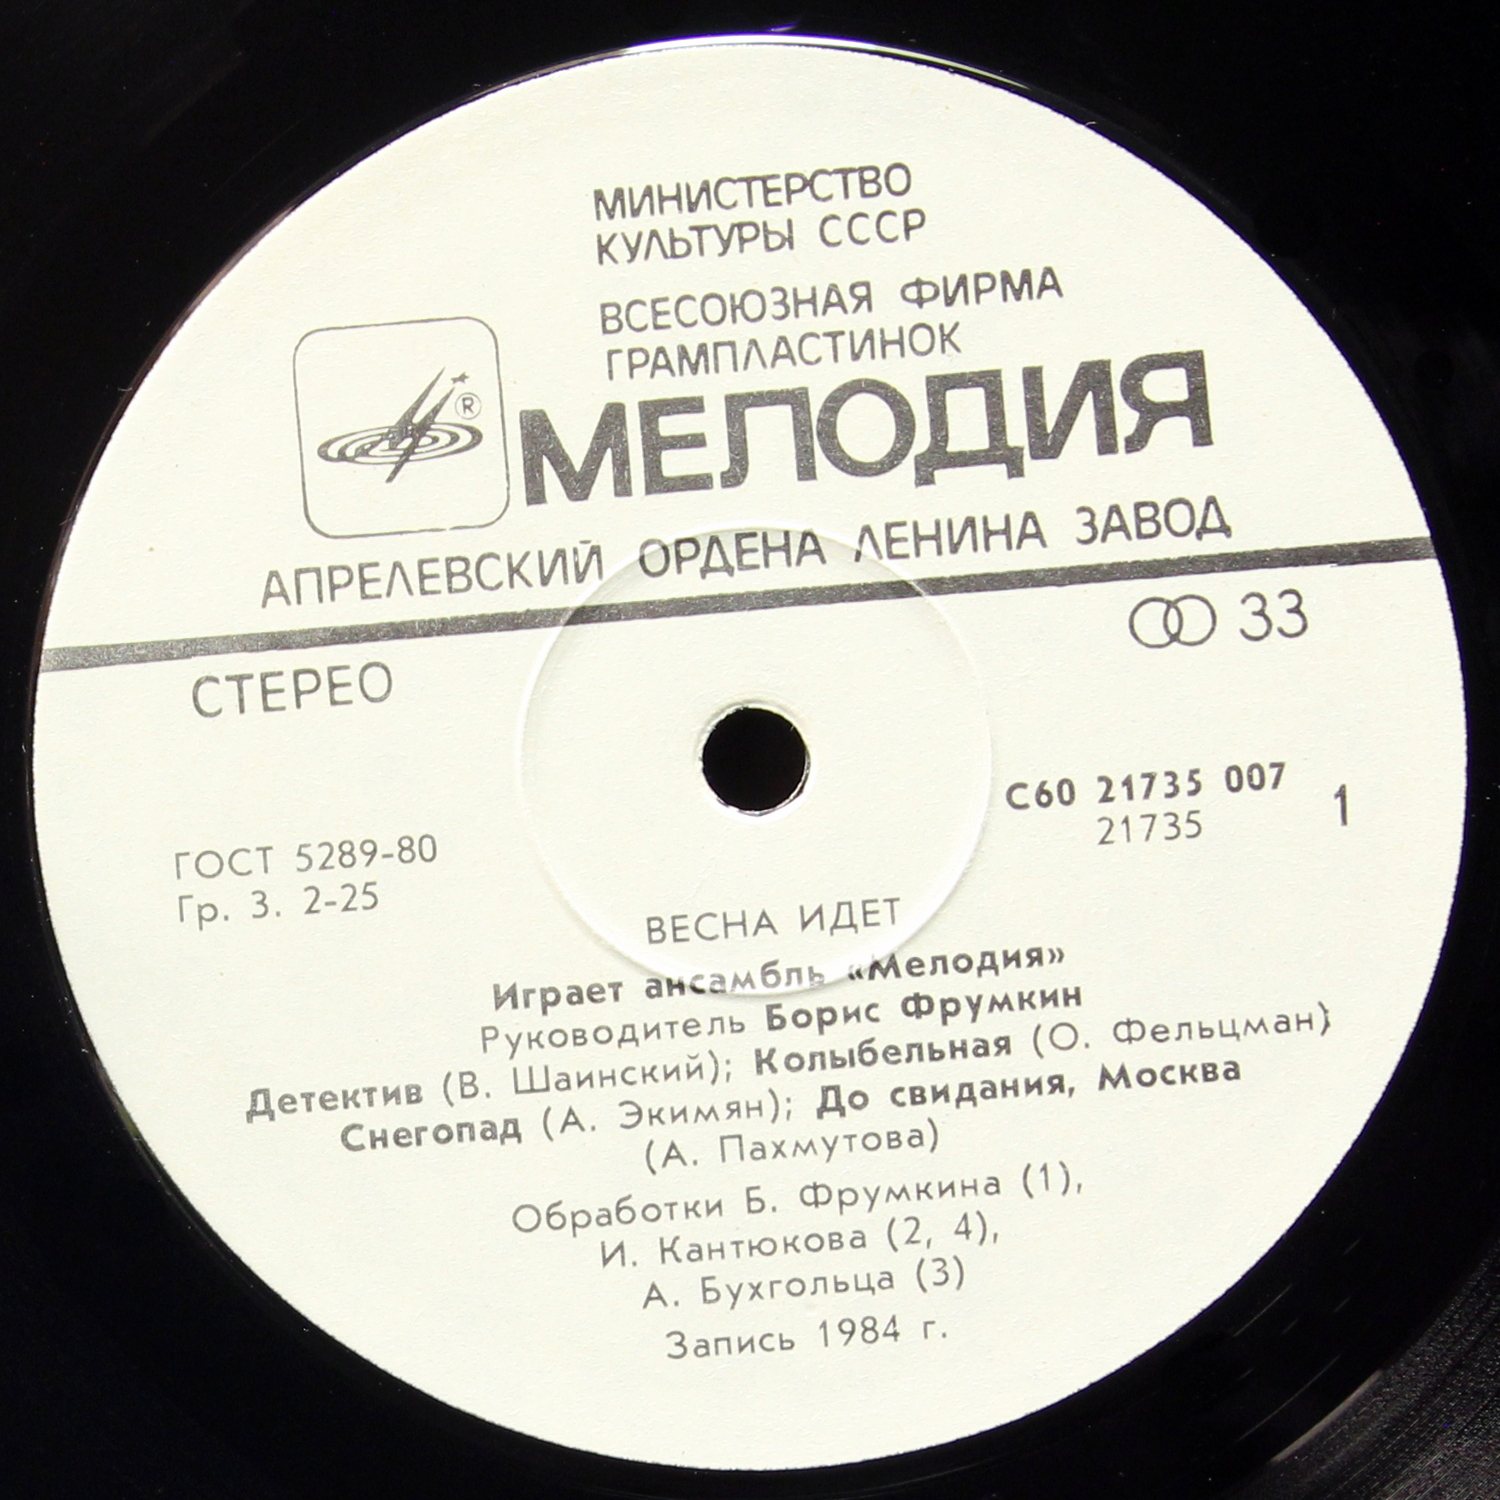 МИНИСТЕРСТВО
КУЛЬТУРЫ СССР
ВСЕСОЮЗНАЯ ФИРМА
ГРАМПЛАСТИНОК
®
МЕЛОДИЯ
АПРЕЛЕВСКИЙ ОРДЕНА ЛЕНИНА ЗАВОД
СТЕРЕО
33
ГОСТ 5289-80
Гр. 3. 2-25
С60 21735 007
21735
1
ВЕСНА ИДЕТ
Играет ансамбль «Мелодия»
Руководитель Борис Фрумкин
Детектив (В. Шаинский); Колыбельная (О. Фельцман)
Снегопад (А. Экимян); До свидания, Москва
(А. Пахмутова)
Обработки Б. Фрумкина (1),
И. Кантюкова (2, 4),
А. Бухгольца (3)
Запись 1984 г.